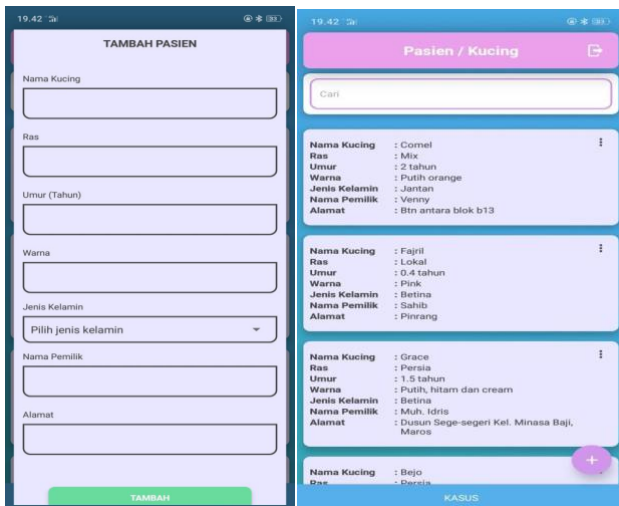 19.42
TAMBAH PASIEN
Nama Kucing
Ras
Umur (Tahun)
Warna
Jenis Kelamin
Pilih jenis kelamin
Nama Pemilik
Alamat
TAMBAH
19.42
Pasien / Kucing
Cari
Nama Kucing : Comel
Ras : Mix
Umur : 2 tahun
Warna : Putih orange
Jenis Kelamin : Jantan
Nama Pemilik : Venny
Alamat : Btn antara blok b13
Nama Kucing : Fajril
Ras : Lokal
Umur : 0.4 tahun
Warna : Pink
Jenis Kelamin : Betina
Nama Pemilik : Sahib
Alamat : Pinrang
Nama Kucing : Grace
Ras : Persia
Umur : 1.5 tahun
Warna : Putih, hitam dan cream
Jenis Kelamin : Betina
Nama Pemilik : Muh. Idris
Alamat : Dusun Sege-segeri Kel. Minasa Baji,
Maros
+
Nama Kucing : Bejo
Ras : Persia
KASUS